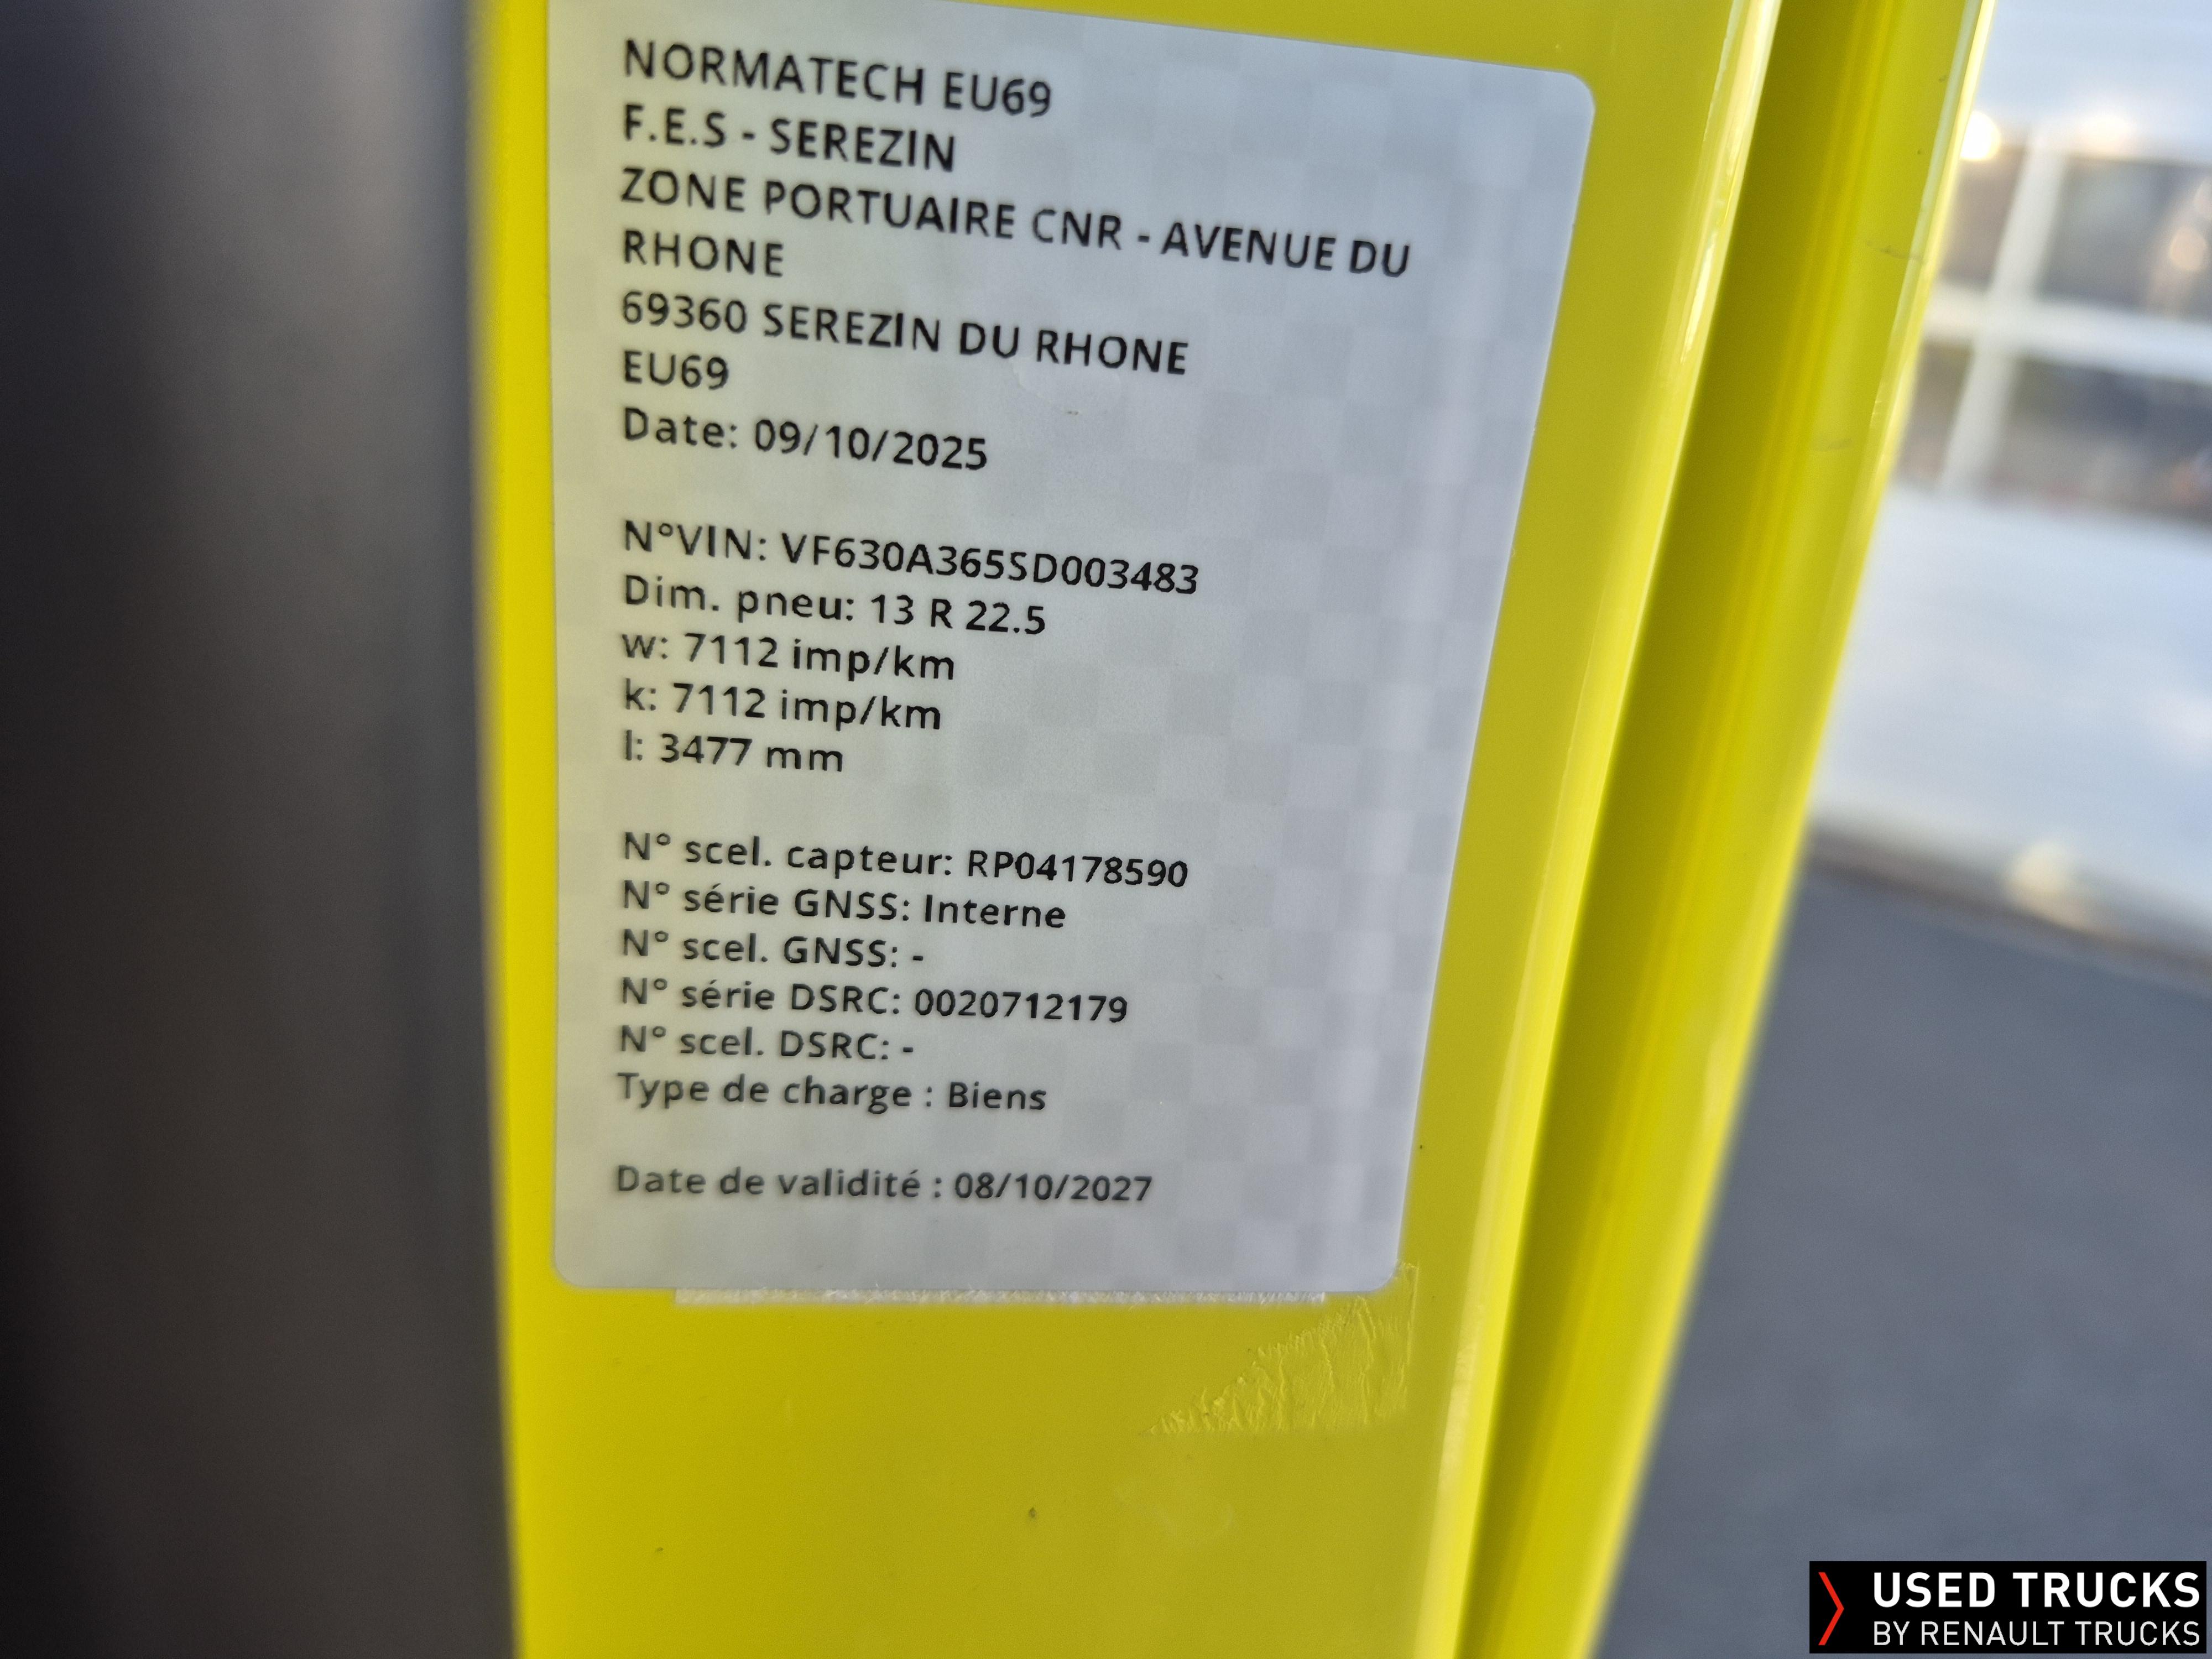 NORMATECH EU69
F.E.S - SEREZIN
ZONE PORTUAIRE CNR - AVENUE DU
RHONE
69360 SEREZIN DU RHONE
EU69
Date: 09/10/2025
N°VIN: VF630A365SD003483
Dim. pneu: 13 R 22.5
w: 7112 imp/km
k: 7112 imp/km
l: 3477 mm
N° scel. capteur: RP04178590
N° série GNSS: Interne
N° scel. GNSS: -
N° série DSRC: 0020712179
N° scel. DSRC: -
Type de charge : Biens
Date de validité : 08/10/2027
USED TRUCKS
BY RENAULT TRUCKS